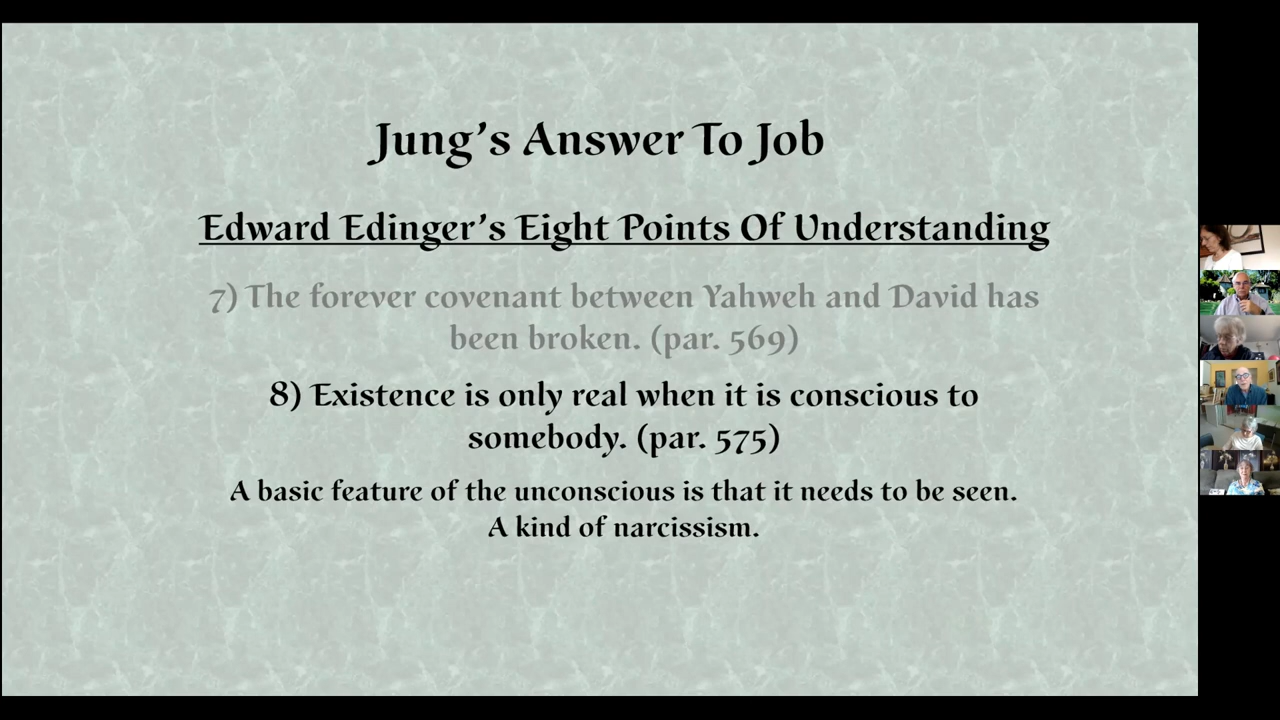 Jung's Answer To Job
Edward Edinger's Eight Points Of Understanding
7) The forever covenant between Yahweh and David has
been broken. (par. 569)
8) Existence is only real when it is conscious to
somebody. (par. 575)
A basic feature of the unconscious is that it needs to be seen.
A kind of narcissism.